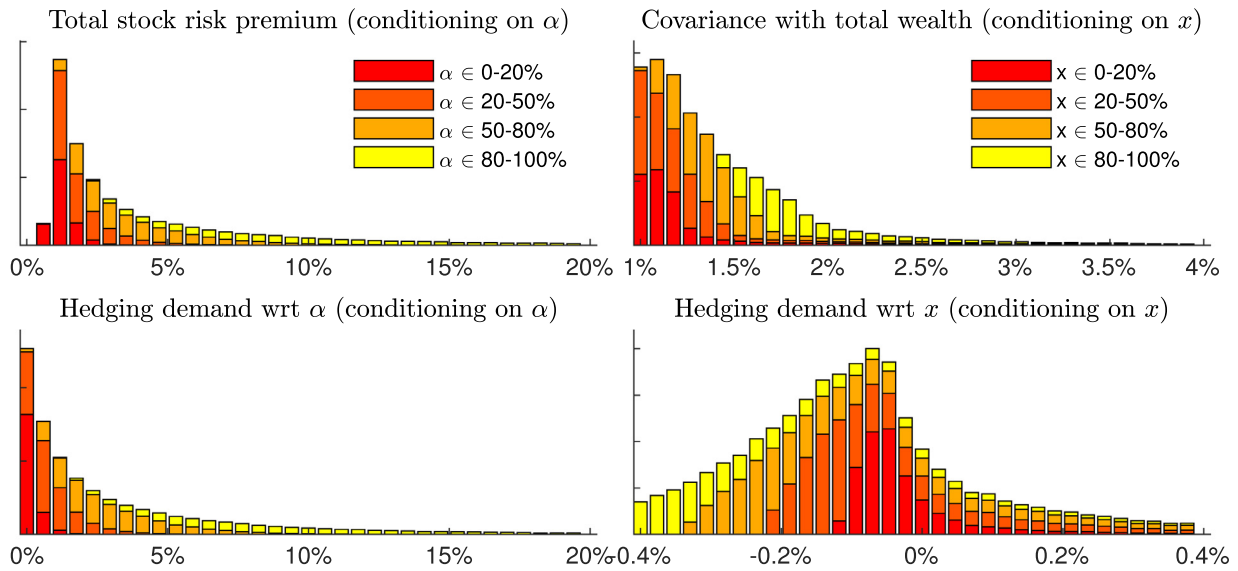 Total stock risk premium (conditioning on α)
α ∈ 0-20%
α ∈ 20-50%
α ∈ 50-80%
α ∈ 80-100%
0% 5% 10% 15% 20%
Covariance with total wealth (conditioning on x)
x ∈ 0-20%
x ∈ 20-50%
x ∈ 50-80%
x ∈ 80-100%
1% 1.5% 2% 2.5% 3% 3.5% 4%
Hedging demand wrt α (conditioning on α)
0% 5% 10% 15% 20%
Hedging demand wrt x (conditioning on x)
-0.4% -0.2% 0% 0.2% 0.4%